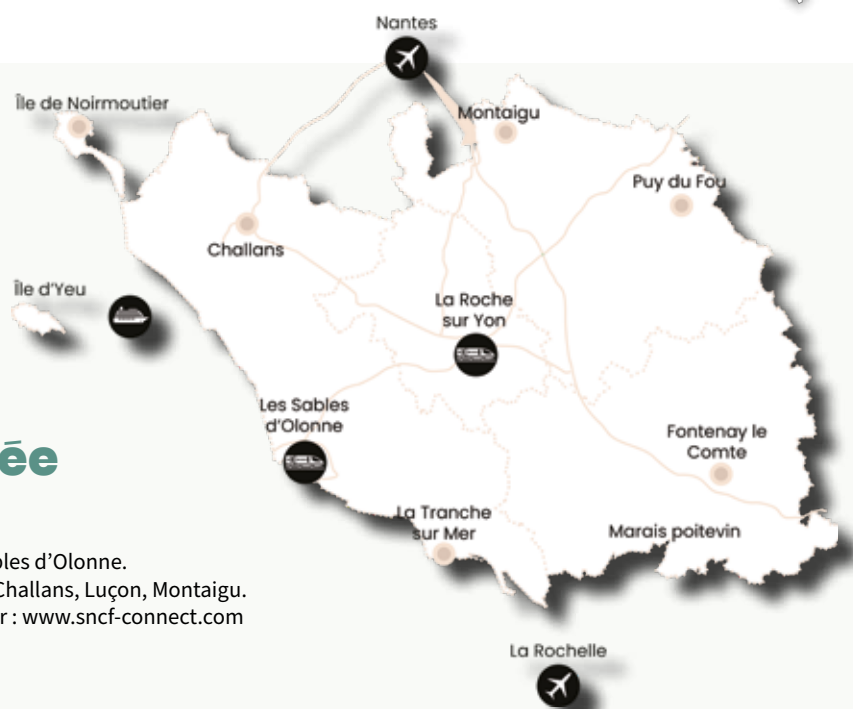 Nantes
Île de Noirmoutier
Montaigu
Puy du Fou
Challans
Île d'Yeu
La Roche
sur Yon
Les Sables
d'Olonne
Fontenay le
Comte
ée
La Tranche
sur Mer
Marais poitevin
bles d’Olonne.
Challans, Luçon, Montaigu.
r : www.sncf-connect.com
La Rochelle